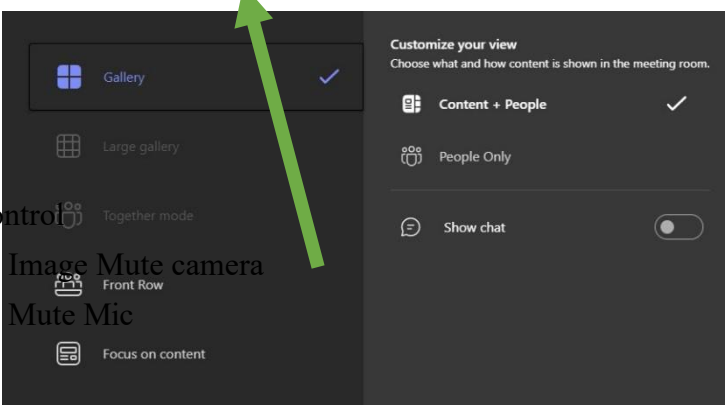 Gallery
Large gallery
Together mode
Front Row
Focus on content
ontrol
Image Mute camera
Mute Mic
Customize your view
Choose what and how content is shown in the meeting room.
Content + People
People Only
Show chat